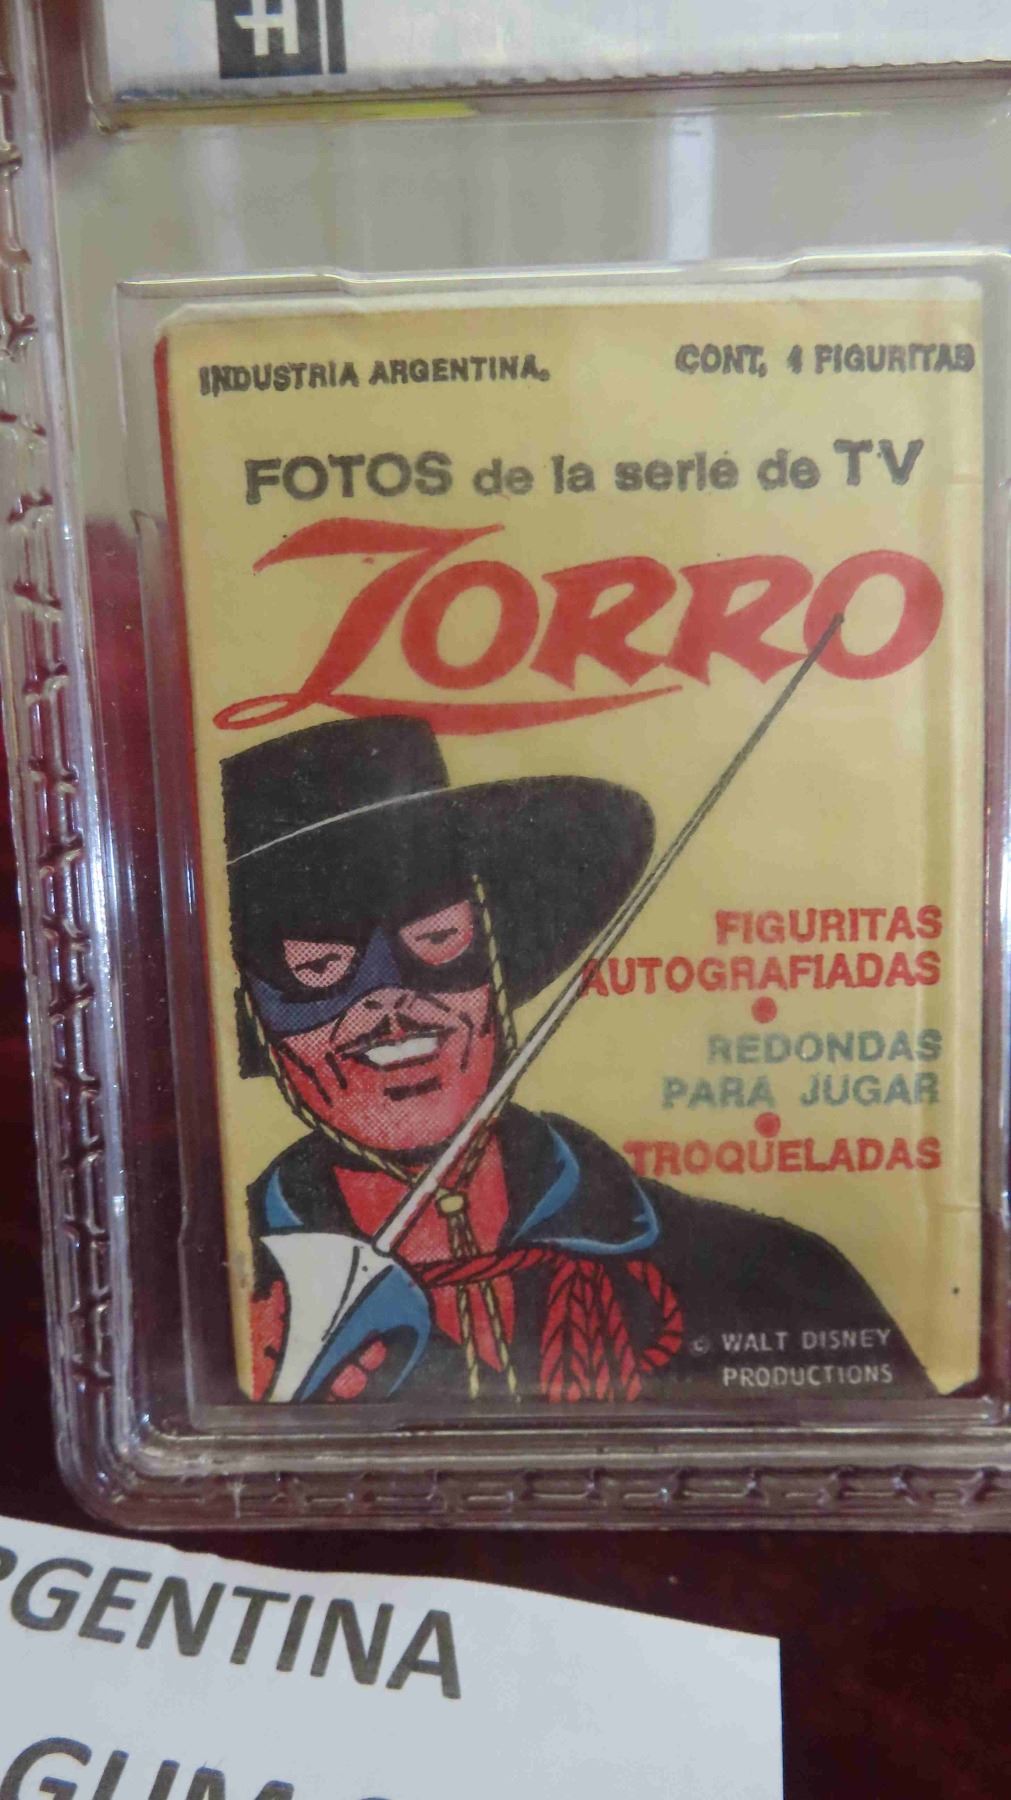 INDUSTRIA ARGENTINA.
CONT. 4 FIGURITAS
FOTOS de la serie de TV
ZORRO
FIGURITAS
AUTOGRAFIADAS
REDONDAS
PARA JUGAR
TROQUELADAS
© WALT DISNEY
PRODUCTIONS
RGENTINA
GUM